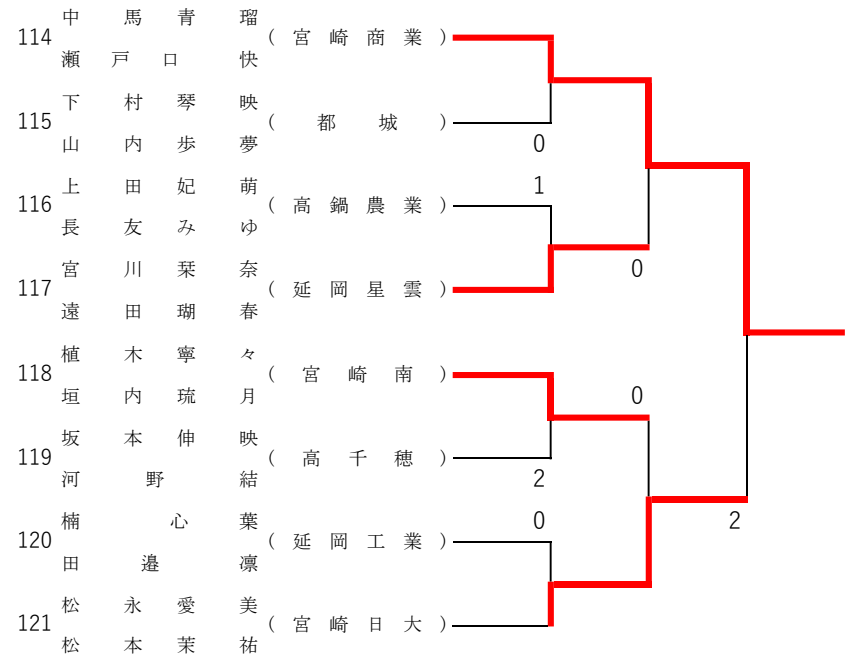 114 中馬青瑠
瀬戸口快
(宮崎商業)
115 下村琴映
山内歩夢
(都城)
0
116 上田妃萌
長友みゆ
(高鍋農業)
1
117 宮川栞奈
遠田瑚春
(延岡星雲)
0
118 植木寧々
垣内琉月
(宮崎南)
0
119 坂本伸映
河野結
(高千穂)
2
120 楠心葉
田邉凛
(延岡工業)
0
2
121 松永愛美
松本茉祐
(宮崎日大)